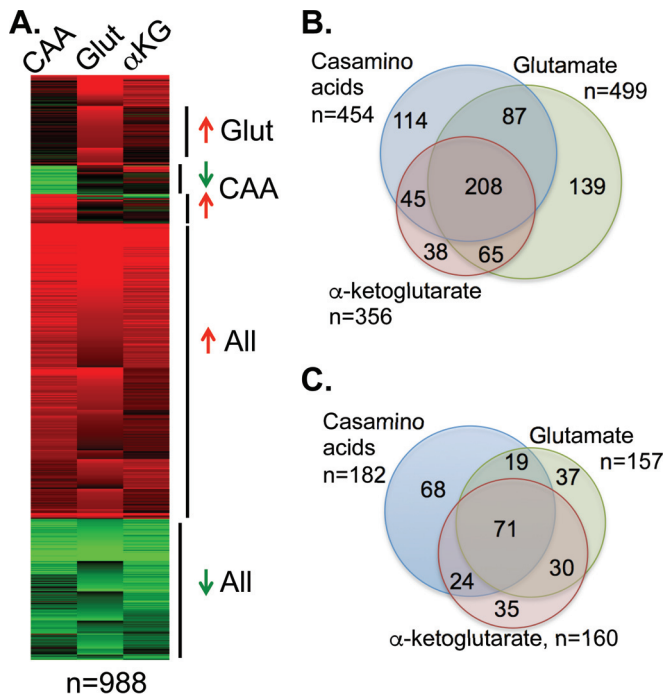 A.
CAA Glut αKG
↑ Glut
↓ CAA
↑
↑ All
↓ All
n=988
B.
Casamino
acids
n=454
Glutamate
n=499
114
87
139
45
208
38
65
α-ketoglutarate
n=356
C.
Casamino
acids
n=182
Glutamate
n=157
68
19
37
71
24
30
35
α-ketoglutarate, n=160